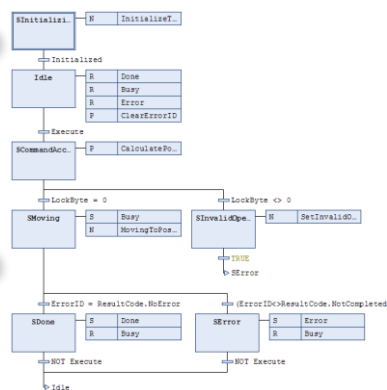 SInitializi… N InitializeT…
Initialized
Idle R Done
R Busy
R Error
P ClearErrorID
Execute
SCommandAcc… P CalculatePo…
LockByte = 0 LockByte <> 0
SMoving S Busy SInvalidOpe… N SetInvalidO…
N MovingToPos…
TRUE
SError
ErrorID = ResultCode.NoError (ErrorID<>ResultCode.NotCompleted
SDone S Done SError S Error
R Busy R Busy
NOT Execute NOT Execute
Idle